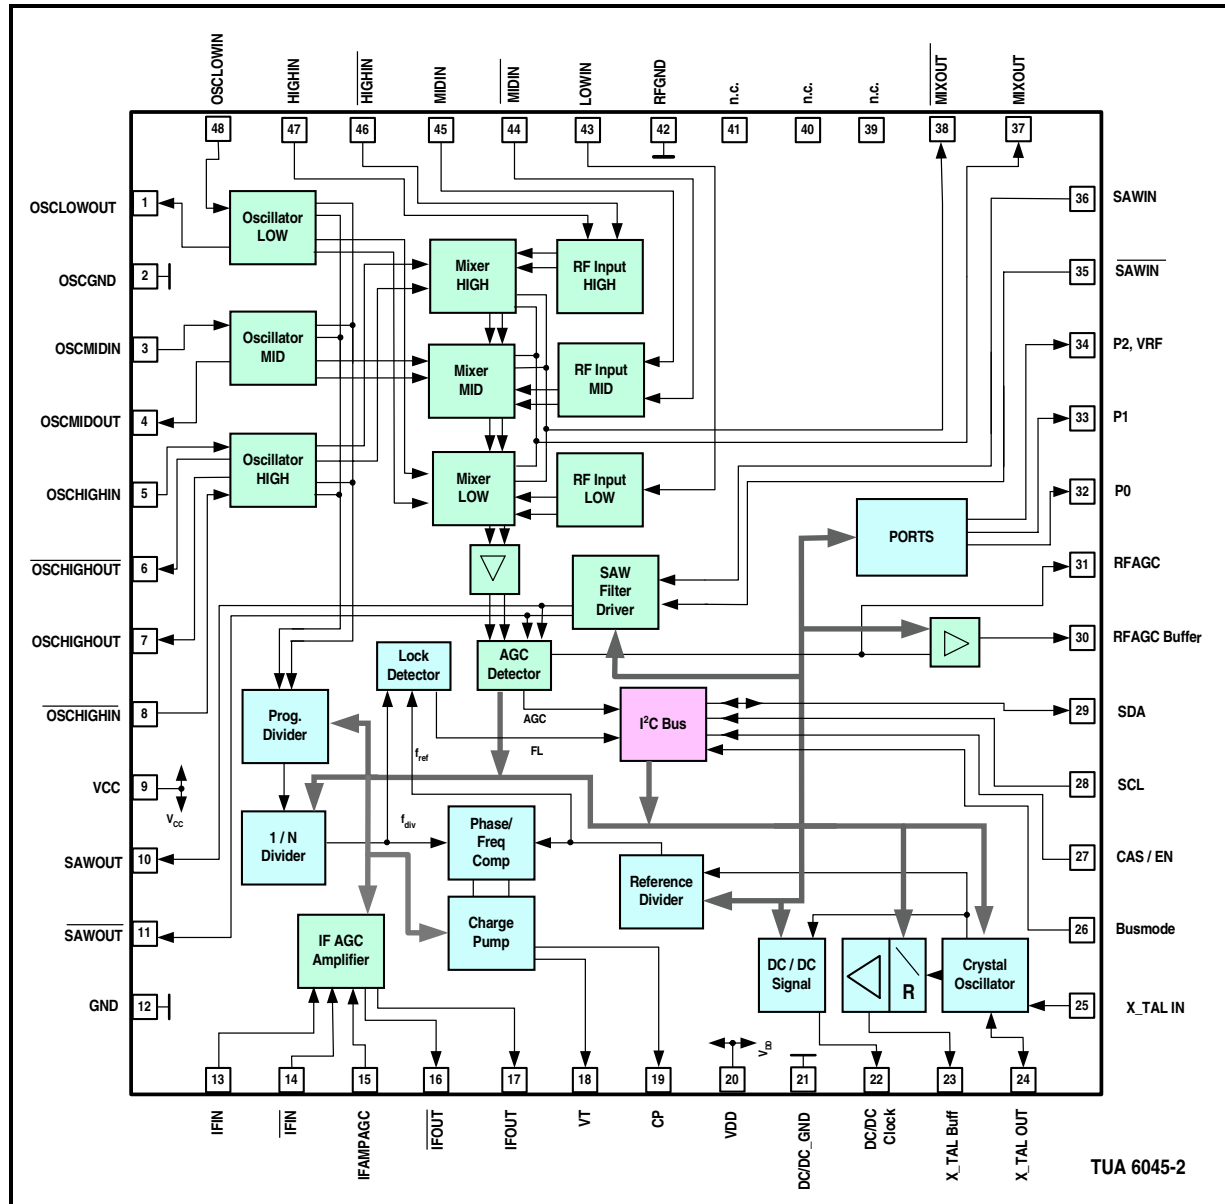 OSCLOWIN
HIGHIN
HIGHIN
MIDIN
MIDIN
LOWIN
RFGND
n.c.
n.c.
n.c.
MIXOUT
MIXOUT
48
47
46
45
44
43
42
41
40
39
38
37
OSCLOWOUT
1
OSCGND
2
OSCMIDIN
3
OSCMIDOUT
4
OSCHIGHIN
5
OSCHIGHOUT
6
OSCHIGHOUT
7
OSCHIGHIN
8
VCC
9
VCC
SAWOUT
10
SAWOUT
11
GND
12
Oscillator
LOW
Oscillator
MID
Oscillator
HIGH
Mixer
HIGH
Mixer
MID
Mixer
LOW
RF Input
HIGH
RF Input
MID
RF Input
LOW
SAW
Filter
Driver
PORTS
Lock
Detector
AGC
Detector
AGC
FL
fref
I²C Bus
Prog.
Divider
1 / N
Divider
fdiv
Phase/
Freq
Comp
Reference
Divider
IF AGC
Amplifier
Charge
Pump
DC / DC
Signal
R
Crystal
Oscillator
36
SAWIN
35
SAWIN
34
P2, VRF
33
P1
32
P0
31
RFAGC
30
RFAGC Buffer
29
SDA
28
SCL
27
CAS / EN
26
Busmode
25
X_TAL IN
13
14
15
16
17
18
19
20
21
22
23
24
IFIN
IFIN
IFAMPAGC
IFOUT
IFOUT
VT
CP
VDD
DC/DC_GND
DC/DC
Clock
X_TAL Buff
X_TAL OUT
TUA 6045-2